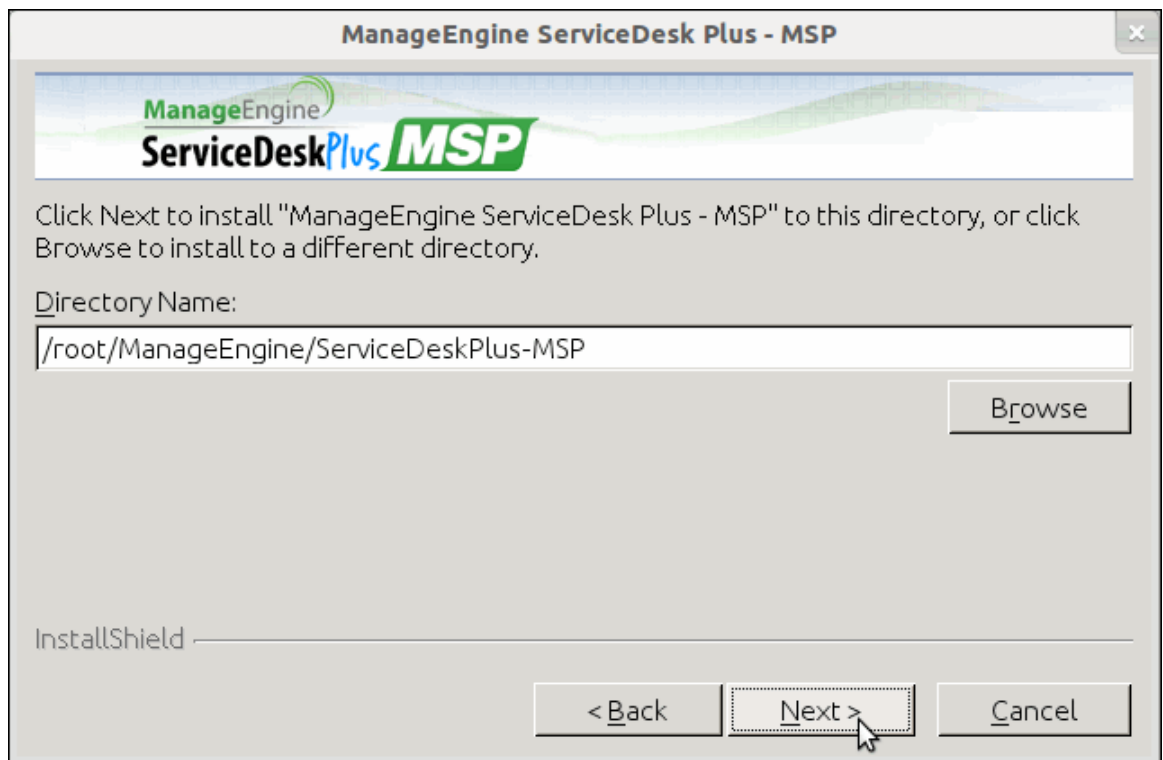 ManageEngine ServiceDesk Plus - MSP
ManageEngine
ServiceDeskPlus MSP
Click Next to install "ManageEngine ServiceDesk Plus - MSP" to this directory, or click
Browse to install to a different directory.
Directory Name:
/root/ManageEngine/ServiceDeskPlus-MSP
Browse
InstallShield
< Back Next > Cancel